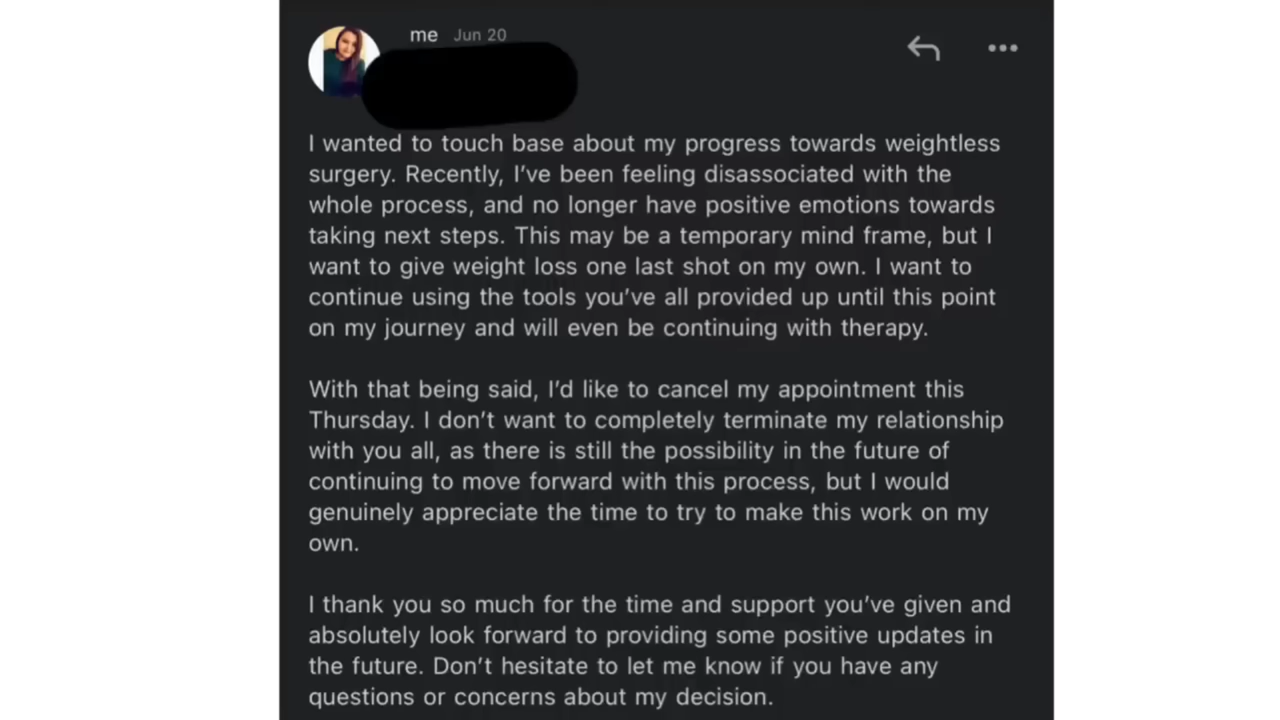 me Jun 20
I wanted to touch base about my progress towards weightless
surgery. Recently, I've been feeling disassociated with the
whole process, and no longer have positive emotions towards
taking next steps. This may be a temporary mind frame, but I
want to give weight loss one last shot on my own. I want to
continue using the tools you've all provided up until this point
on my journey and will even be continuing with therapy.
With that being said, I'd like to cancel my appointment this
Thursday. I don't want to completely terminate my relationship
with you all, as there is still the possibility in the future of
continuing to move forward with this process, but I would
genuinely appreciate the time to try to make this work on my
own.
I thank you so much for the time and support you've given and
absolutely look forward to providing some positive updates in
the future. Don't hesitate to let me know if you have any
questions or concerns about my decision.